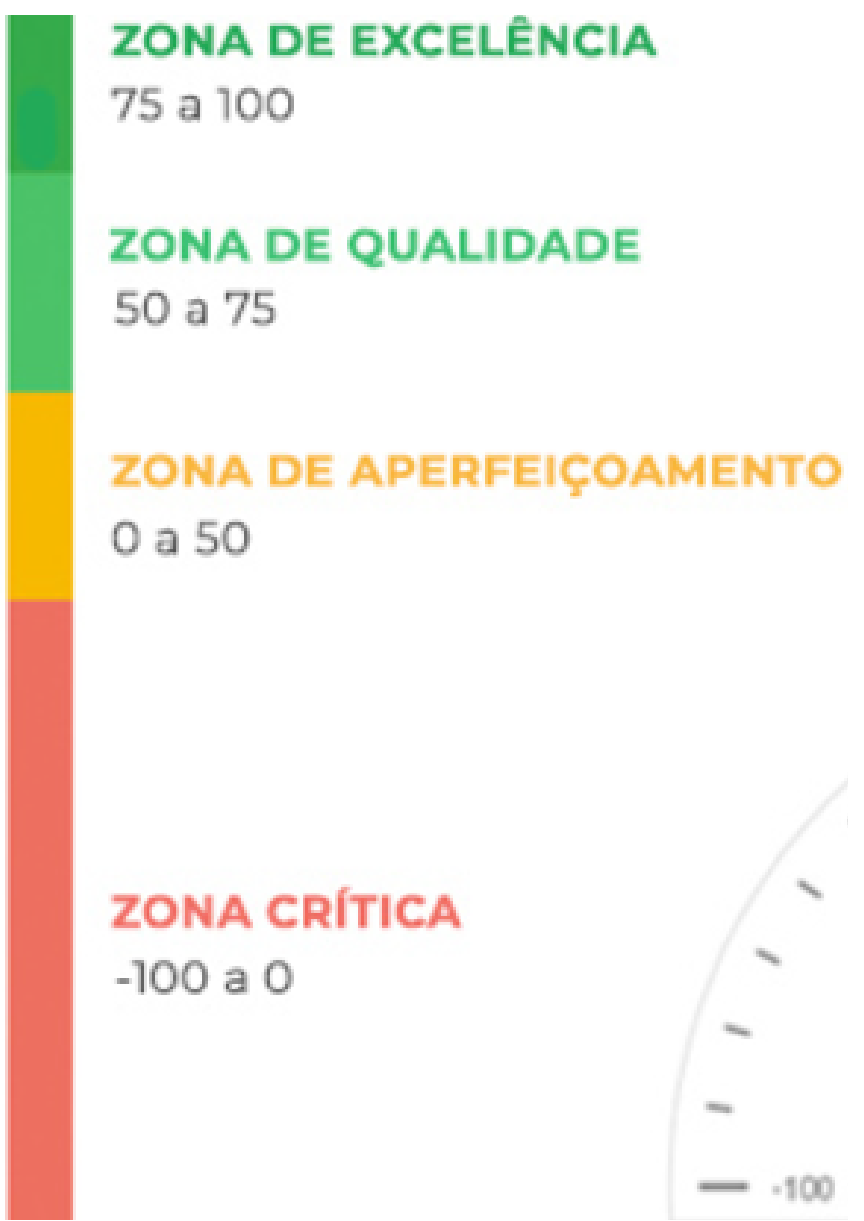 ZONA DE EXCELÊNCIA
75 a 100
ZONA DE QUALIDADE
50 a 75
ZONA DE APERFEIÇOAMENTO
0 a 50
ZONA CRÍTICA
-100 a 0
-100